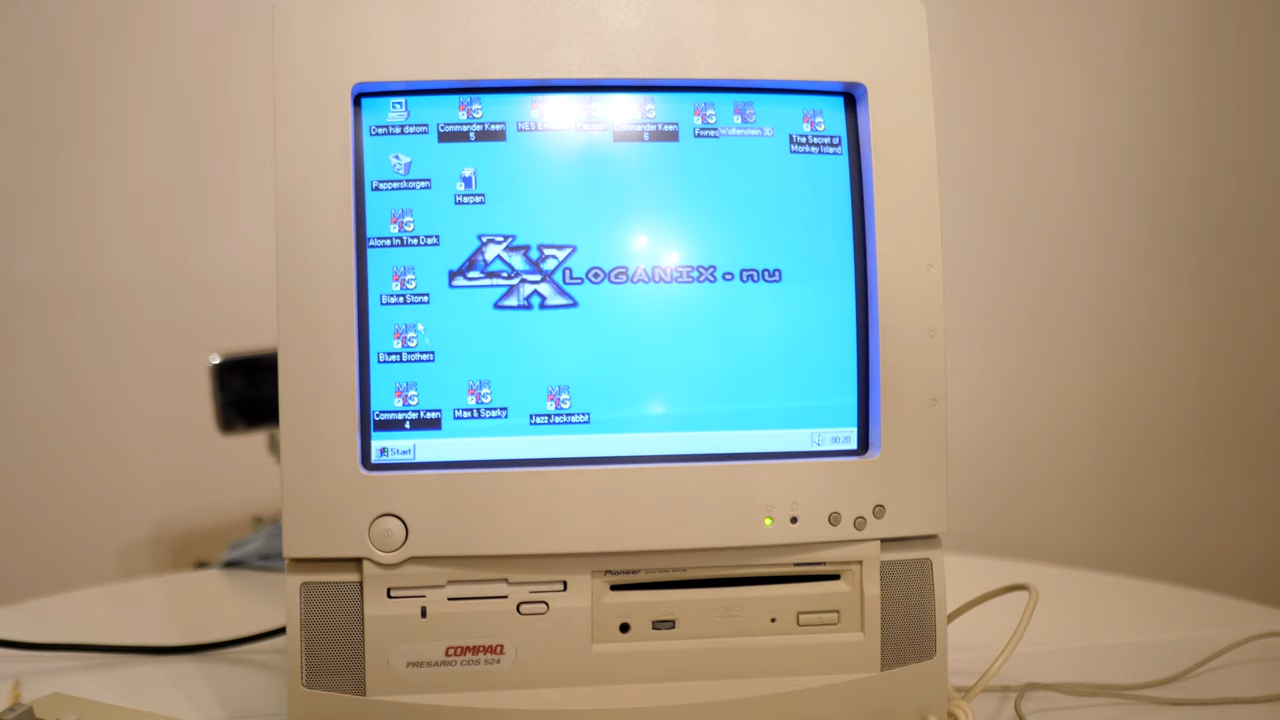 Den här datorn
Commander Keen
5
Commander Keen
6
Fwnes
Wolfenstein 3D
The Secret of
Monkey Island
Papperskorgen
Harpan
Alone In The Dark
LOGANIX-nu
Blake Stone
Blues Brothers
Commander Keen
4
Max & Sparky
Jazz Jackrabbit
Start
00:20
Pioneer
COMPAQ
PRESARIO CDS 524